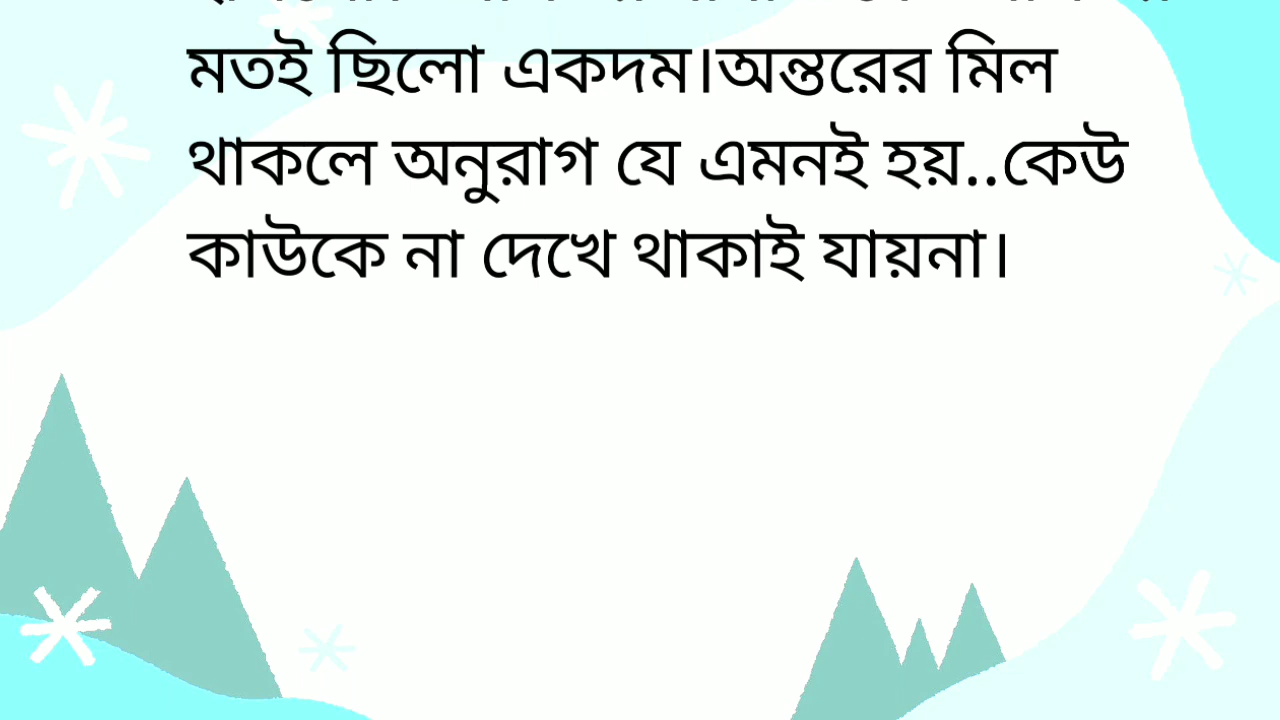 মতই ছিলো একদম।অন্তরের মিল
থাকলে অনুরাগ যে এমনই হয়..কেউ
কাউকে না দেখে থাকাই যায়না।